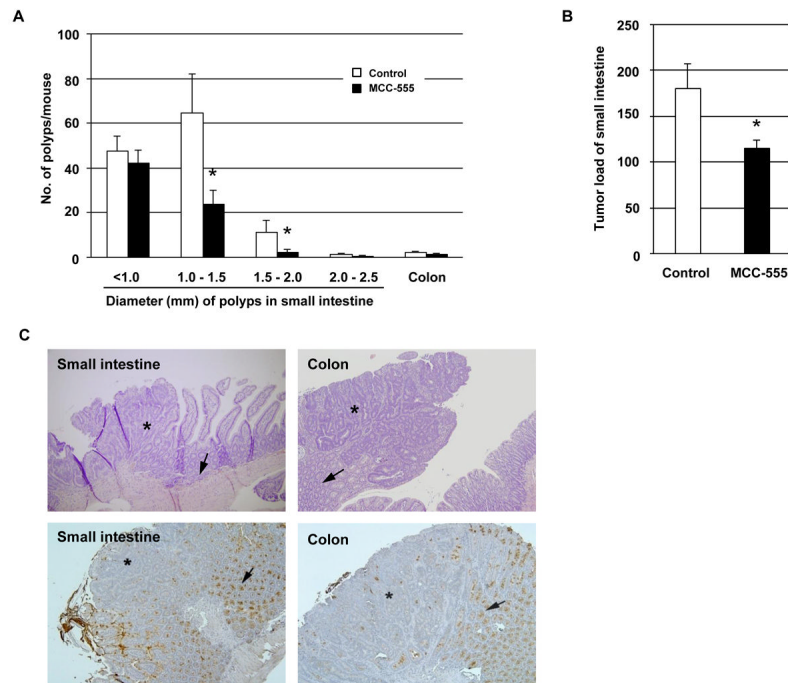 A
No. of polyps/mouse
100
80
60
40
20
0
Control
MCC-555
*
*
<1.0
1.0 - 1.5
1.5 - 2.0
2.0 - 2.5
Colon
Diameter (mm) of polyps in small intestine
B
Tumor load of small intestine
250
200
150
100
50
0
*
Control
MCC-555
C
Small intestine
*
Colon
*
Small intestine
*
Colon
*